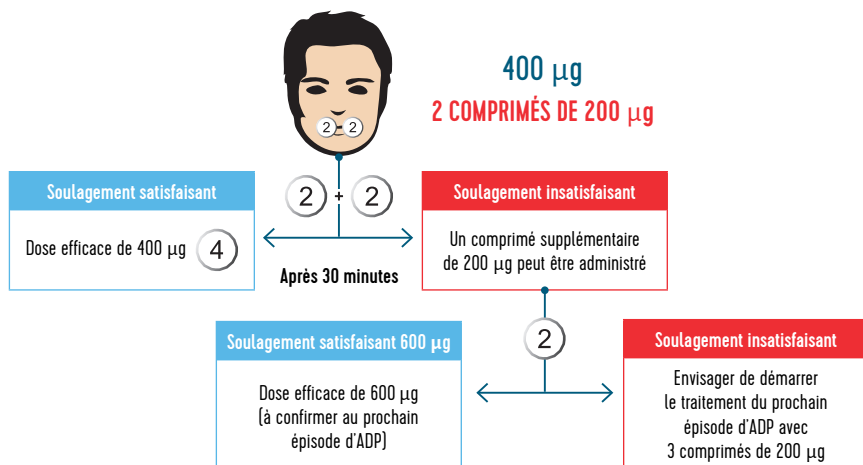 400 µg
2 COMPRIMÉS DE 200 µg
2 2
Soulagement satisfaisant
Dose efficace de 400 µg 4
2 + 2
Après 30 minutes
Soulagement insatisfaisant
Un comprimé supplémentaire
de 200 µg peut être administré
2
Soulagement satisfaisant 600 µg
Dose efficace de 600 µg
(à confirmer au prochain
épisode d'ADP)
Soulagement insatisfaisant
Envisager de démarrer
le traitement du prochain
épisode d'ADP avec
3 comprimés de 200 µg